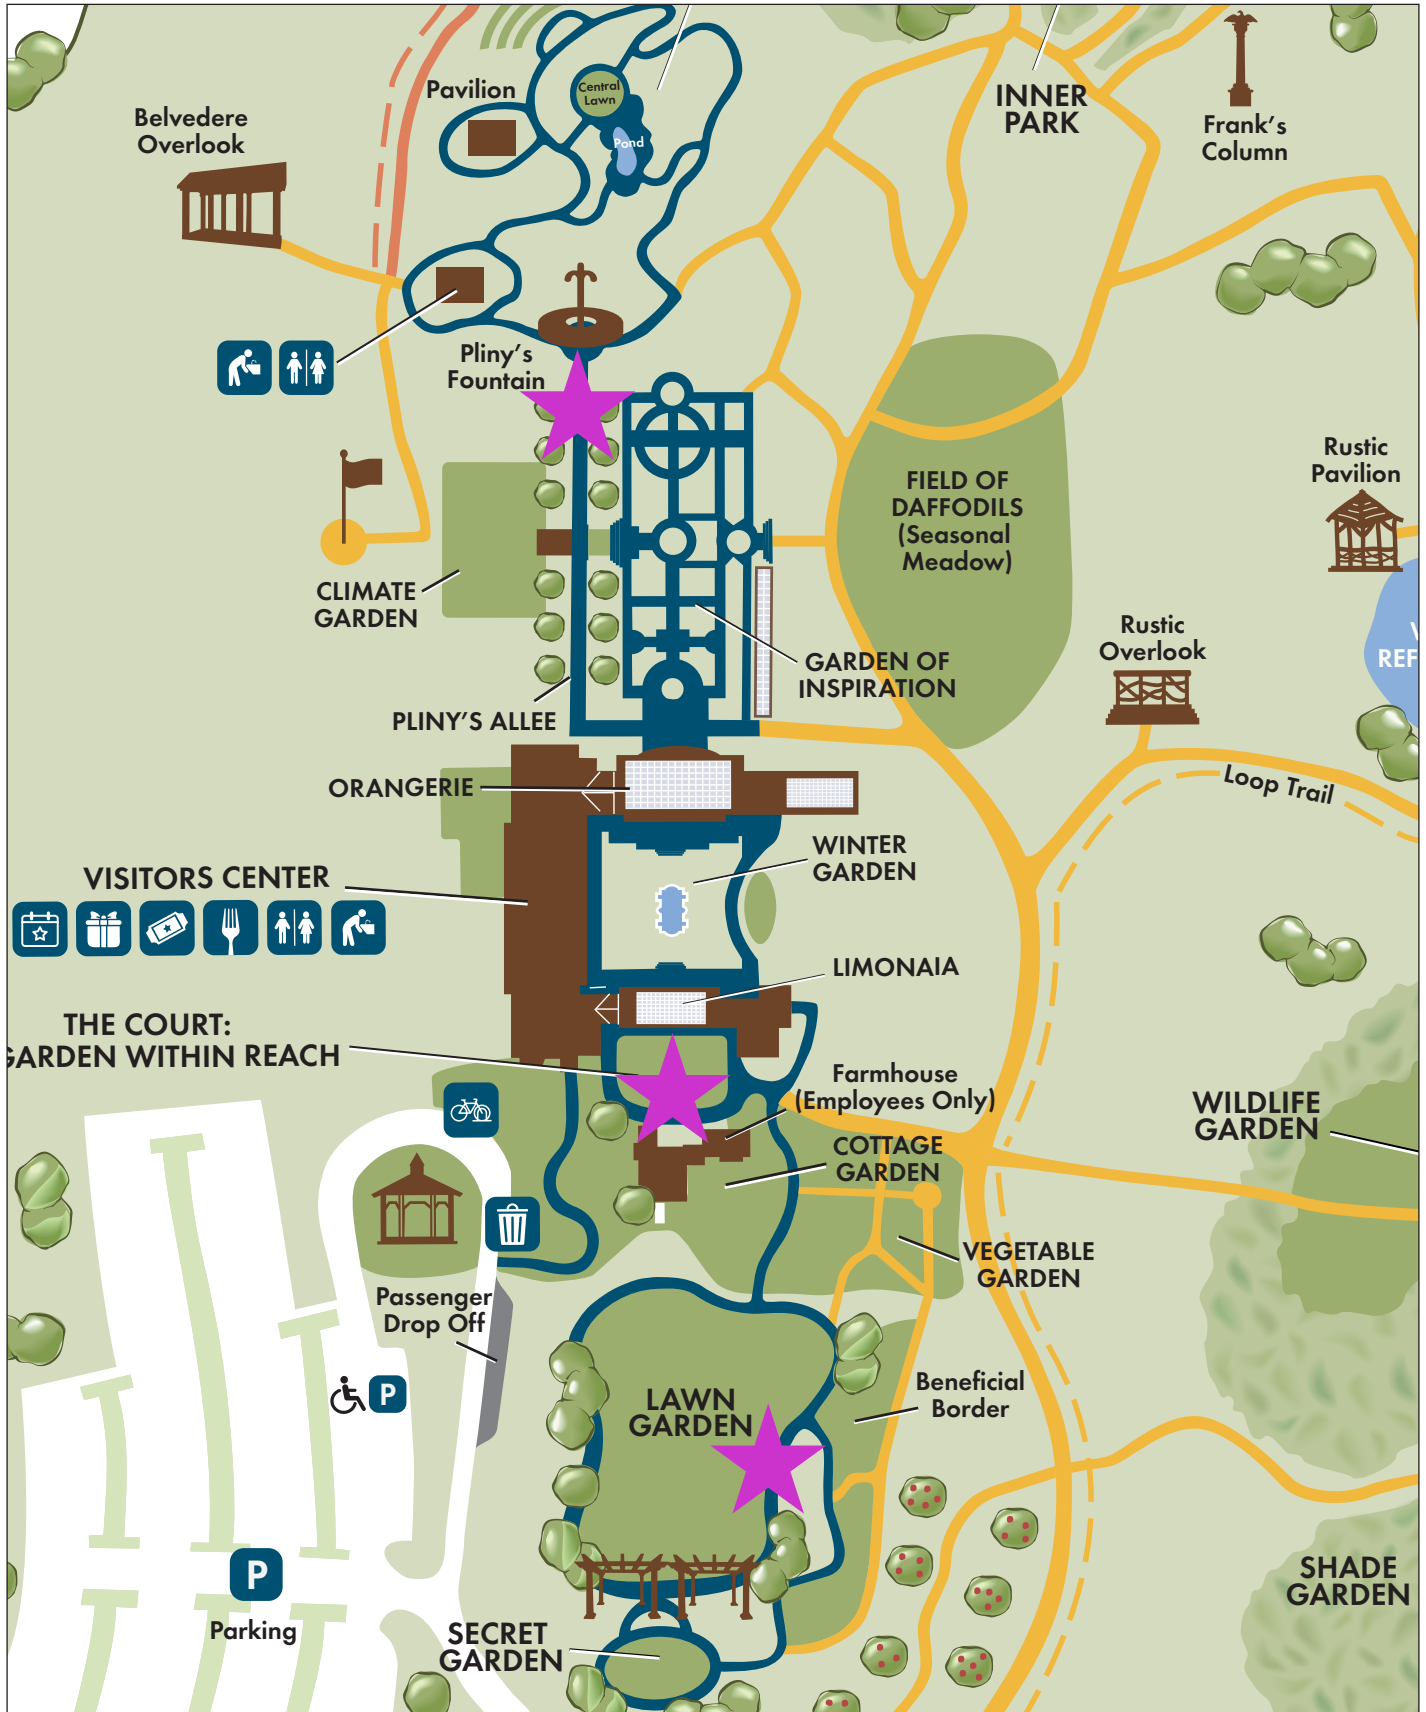 Central
Lawn
Pond
Pavilion
Belvedere
Overlook
INNER
PARK
Frank's
Column
Pliny's
Fountain
FIELD OF
DAFFODILS
(Seasonal
Meadow)
Rustic
Pavilion
CLIMATE
GARDEN
GARDEN OF
INSPIRATION
Rustic
Overlook
REF
PLINY'S ALLEE
ORANGERIE
Loop Trail
WINTER
GARDEN
VISITORS CENTER
LIMONAIA
THE COURT:
GARDEN WITHIN REACH
Farmhouse
(Employees Only)
COTTAGE
GARDEN
WILDLIFE
GARDEN
VEGETABLE
GARDEN
Passenger
Drop Off
P
LAWN
GARDEN
Beneficial
Border
P
Parking
SECRET
GARDEN
SHADE
GARDEN